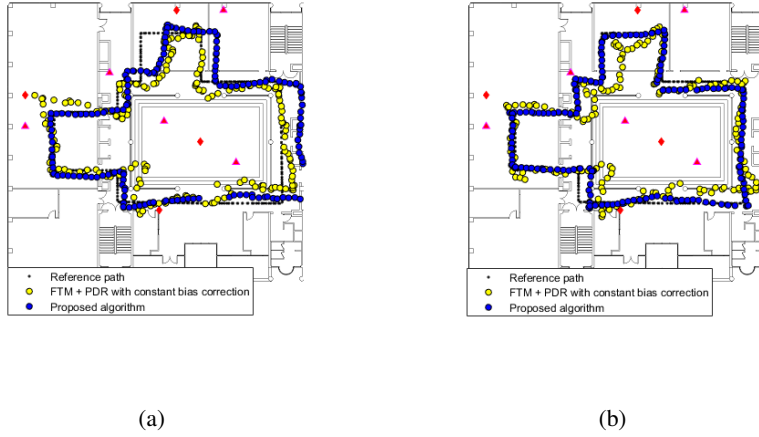 Reference path
FTM + PDR with constant bias correction
Proposed algorithm
Reference path
FTM + PDR with constant bias correction
Proposed algorithm
(a)
(b)